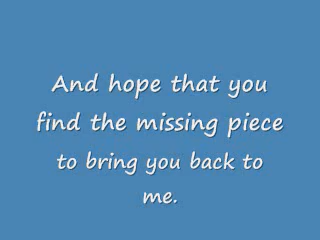 And hope that you
find the missing piece
to bring you back to
me.